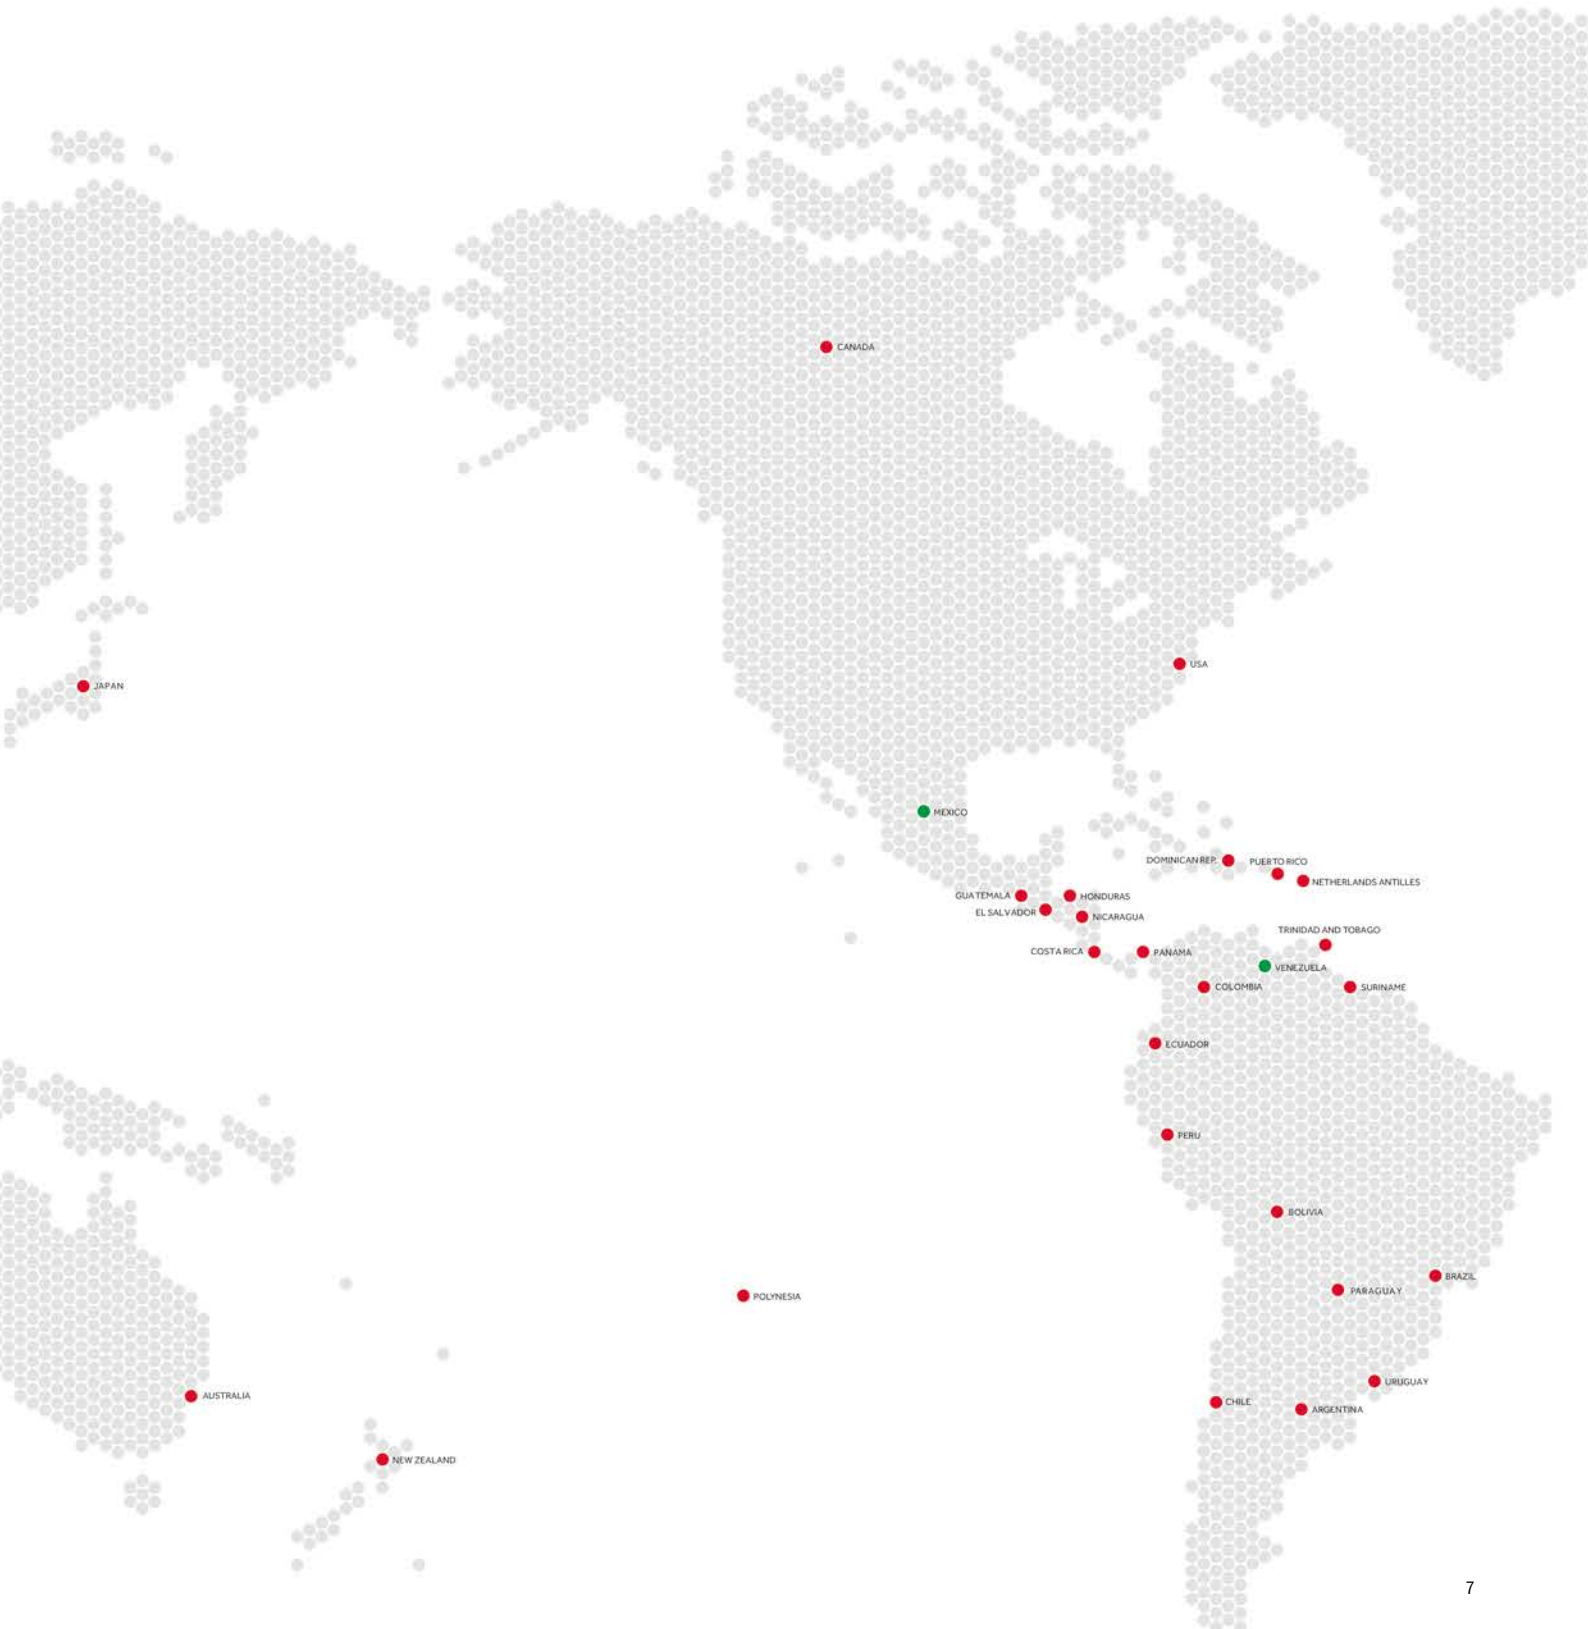 CANADA
USA
JAPAN
MEXICO
DOMINICAN REP.
PUERTO RICO
NETHERLANDS ANTILLES
GUATEMALA
HONDURAS
EL SALVADOR
NICARAGUA
TRINIDAD AND TOBAGO
COSTA RICA
PANAMA
VENEZUELA
COLOMBIA
SURINAME
ECUADOR
PERU
BOLIVIA
BRAZIL
PARAGUAY
POLYNESIA
URUGUAY
AUSTRALIA
CHILE
ARGENTINA
NEW ZEALAND
7